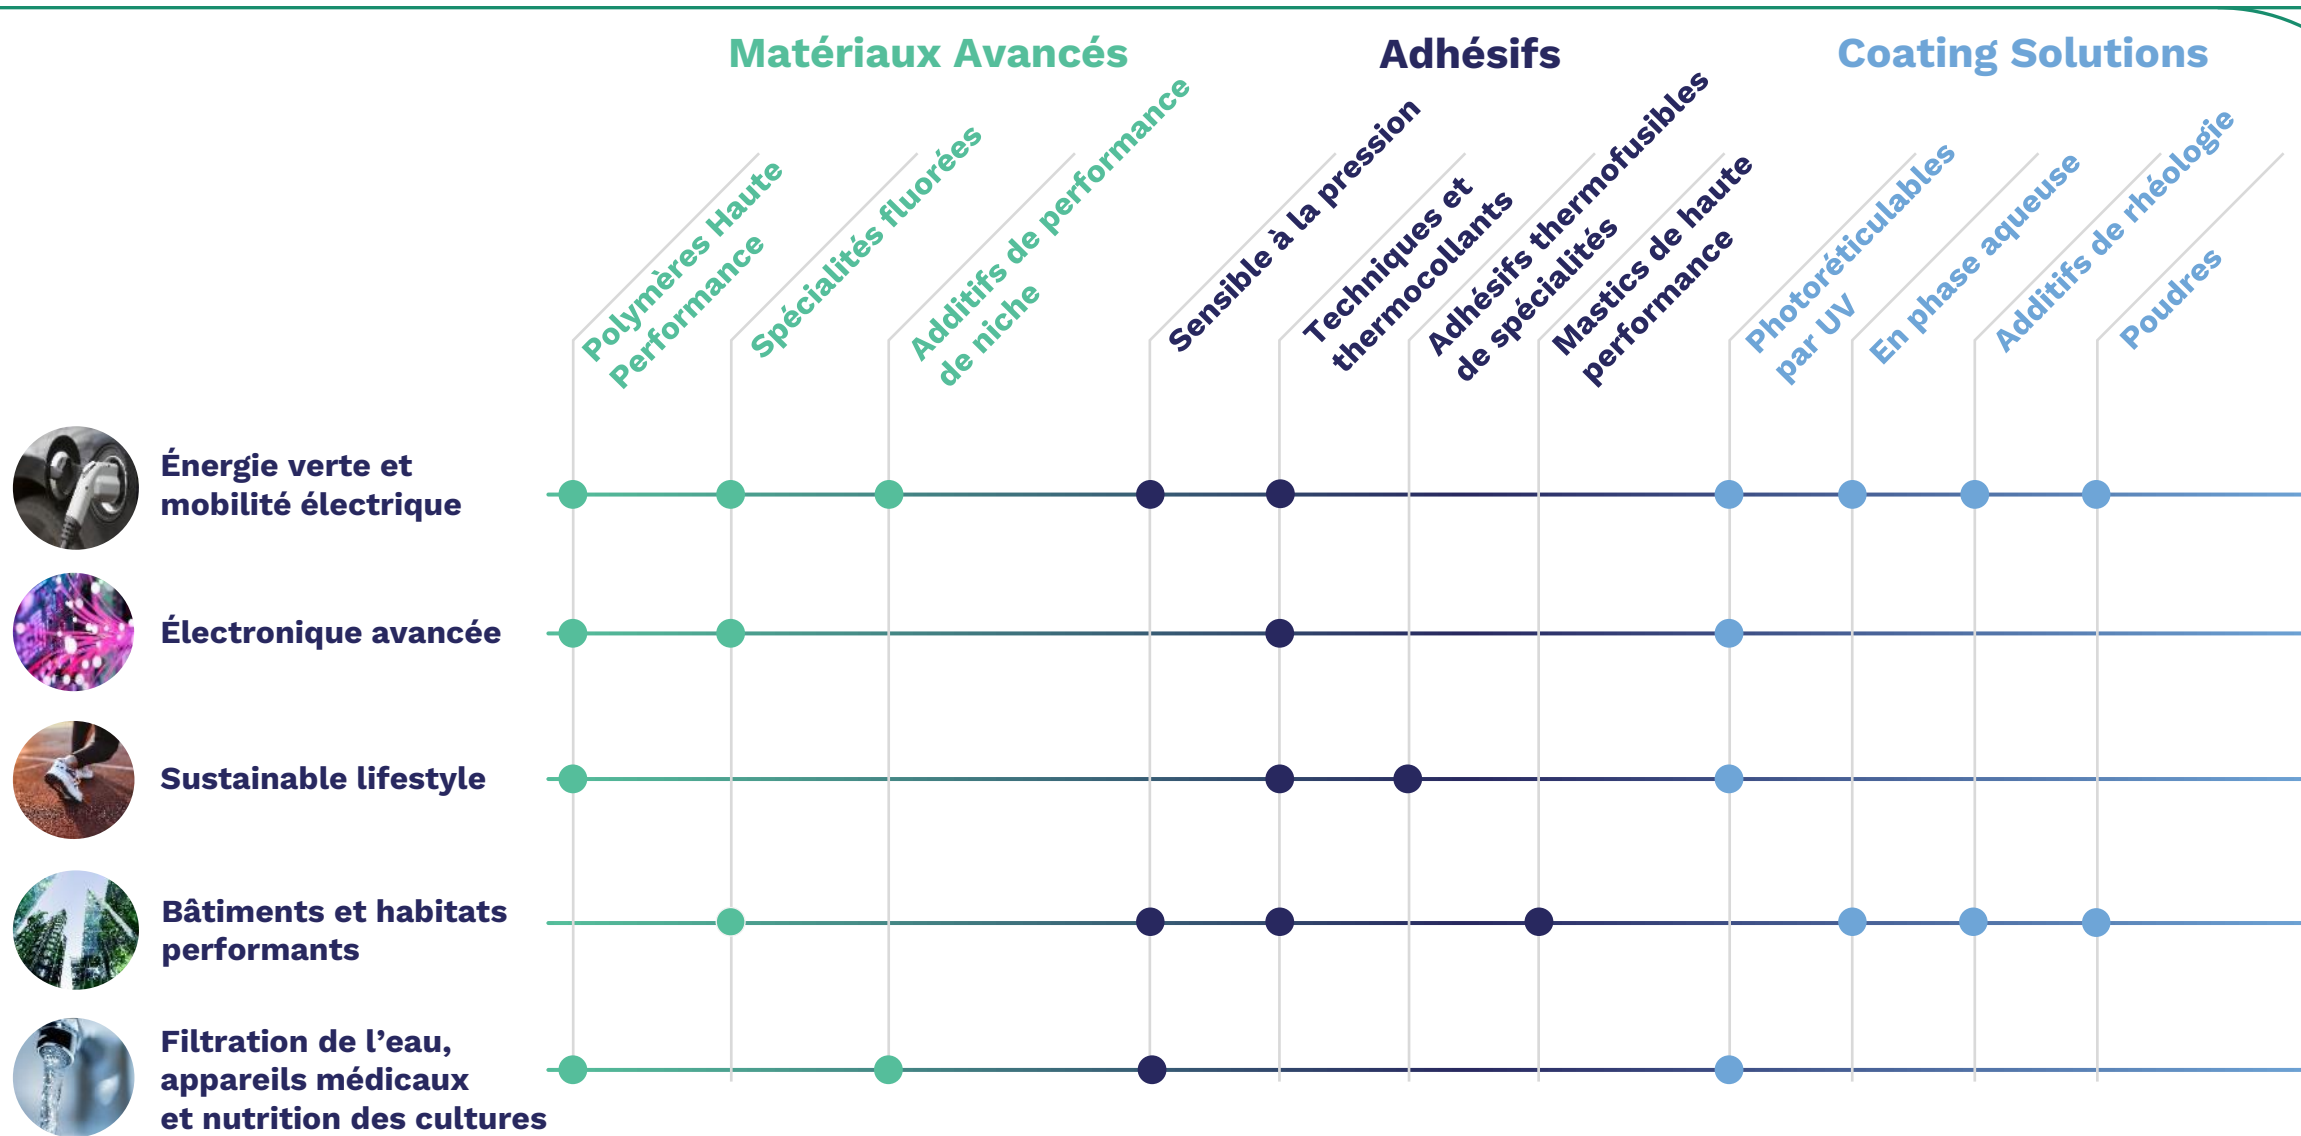 Matériaux Avancés
Adhésifs
Coating Solutions
Polymères Haute
Performance
Spécialités fluorées
Additifs de performance
de niche
Sensible à la pression
Techniques et
thermocollants
Adhésifs thermofusibles
de spécialités
Mastics de haute
performance
Photoréticulables
par UV
En phase aqueuse
Additifs de rhéologie
Poudres
Énergie verte et
mobilité électrique
Électronique avancée
Sustainable lifestyle
Bâtiments et habitats
performants
Filtration de l’eau,
appareils médicaux
et nutrition des cultures